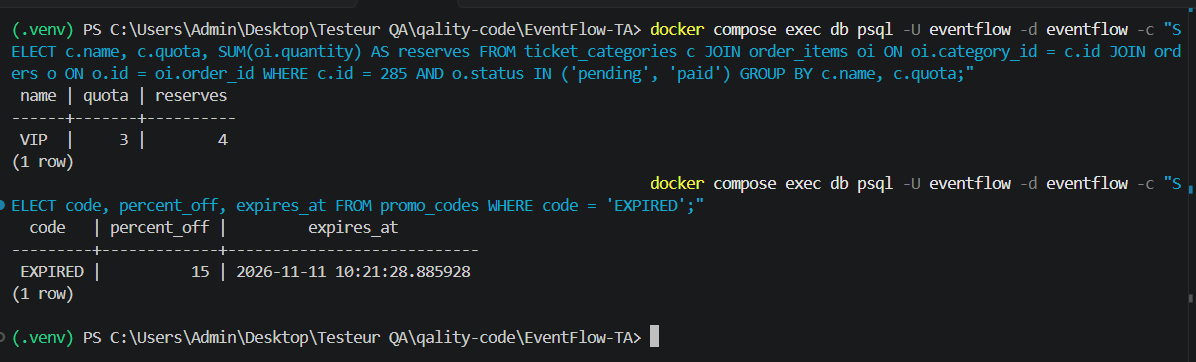 (.venv) PS C:\Users\Admin\Desktop\Testeur QA\qality-code\EventFlow-TA> docker compose exec db psql -U eventflow -d eventflow -c "S
ELECT c.name, c.quota, SUM(oi.quantity) AS reserves FROM ticket_categories c JOIN order_items oi ON oi.category_id = c.id JOIN ord
ers o ON o.id = oi.order_id WHERE c.id = 285 AND o.status IN ('pending', 'paid') GROUP BY c.name, c.quota;"
 name | quota | reserves
------+-------+----------
 VIP  |     3 |        4
(1 row)
docker compose exec db psql -U eventflow -d eventflow -c "S
ELECT code, percent_off, expires_at FROM promo_codes WHERE code = 'EXPIRED';"
  code   | percent_off |         expires_at
---------+-------------+----------------------------
 EXPIRED |          15 | 2026-11-11 10:21:28.885928
(1 row)
(.venv) PS C:\Users\Admin\Desktop\Testeur QA\qality-code\EventFlow-TA>